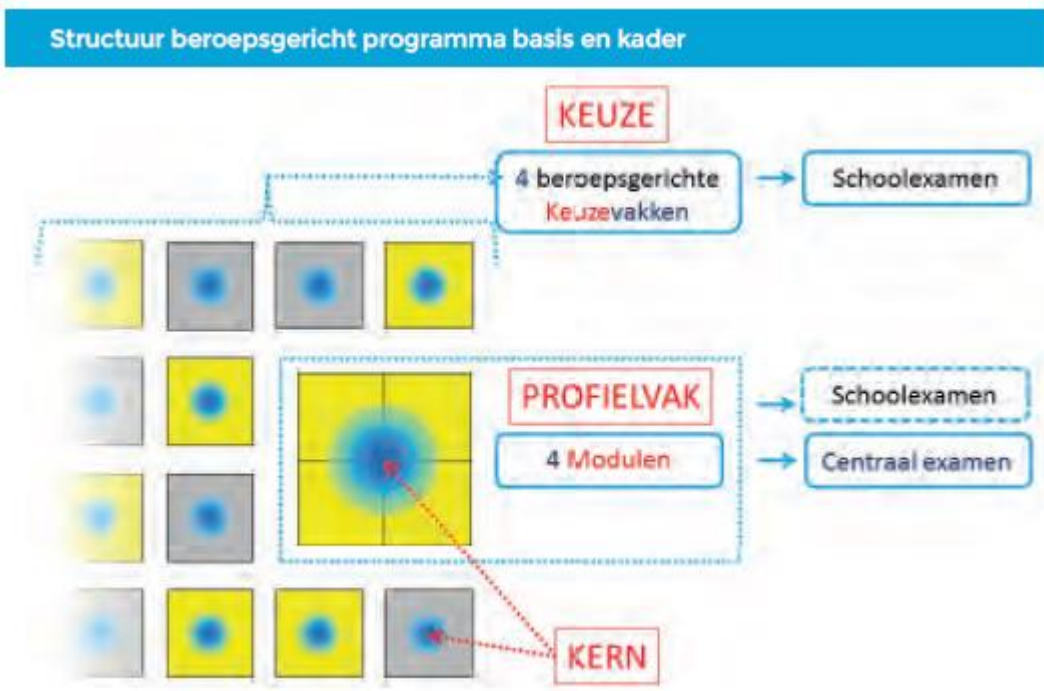 Structuur beroepsgericht programma basis en kader
KEUZE
4 beroepsgerichte
Keuzevakken
Schoolexamen
PROFIELVAK
4 Modulen
Schoolexamen
Centraal examen
KERN